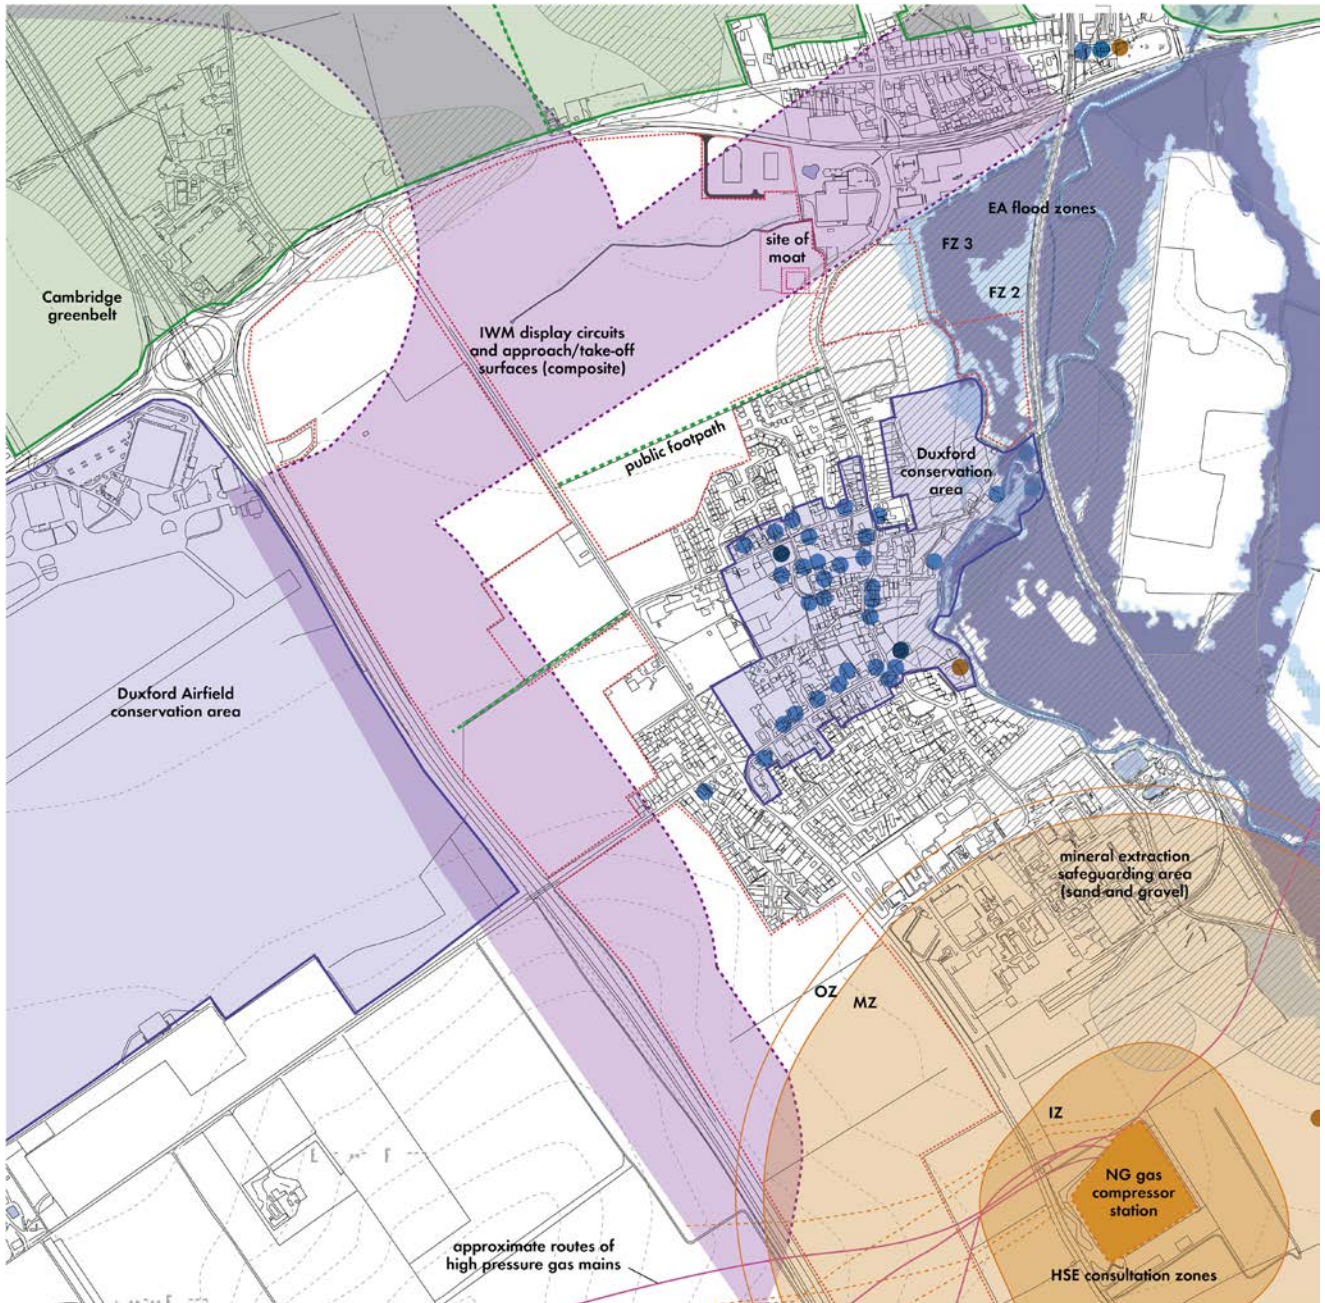 EA flood zones
FZ 3
site of
moat
FZ 2
Cambridge
greenbelt
IWM display circuits
and approach/take-off
surfaces (composite)
public footpath
Duxford
conservation
area
Duxford Airfield
conservation area
mineral extraction
safeguarding area
(sand and gravel)
OZ
MZ
IZ
NG gas
compressor
station
approximate routes of
high pressure gas mains
HSE consultation zones